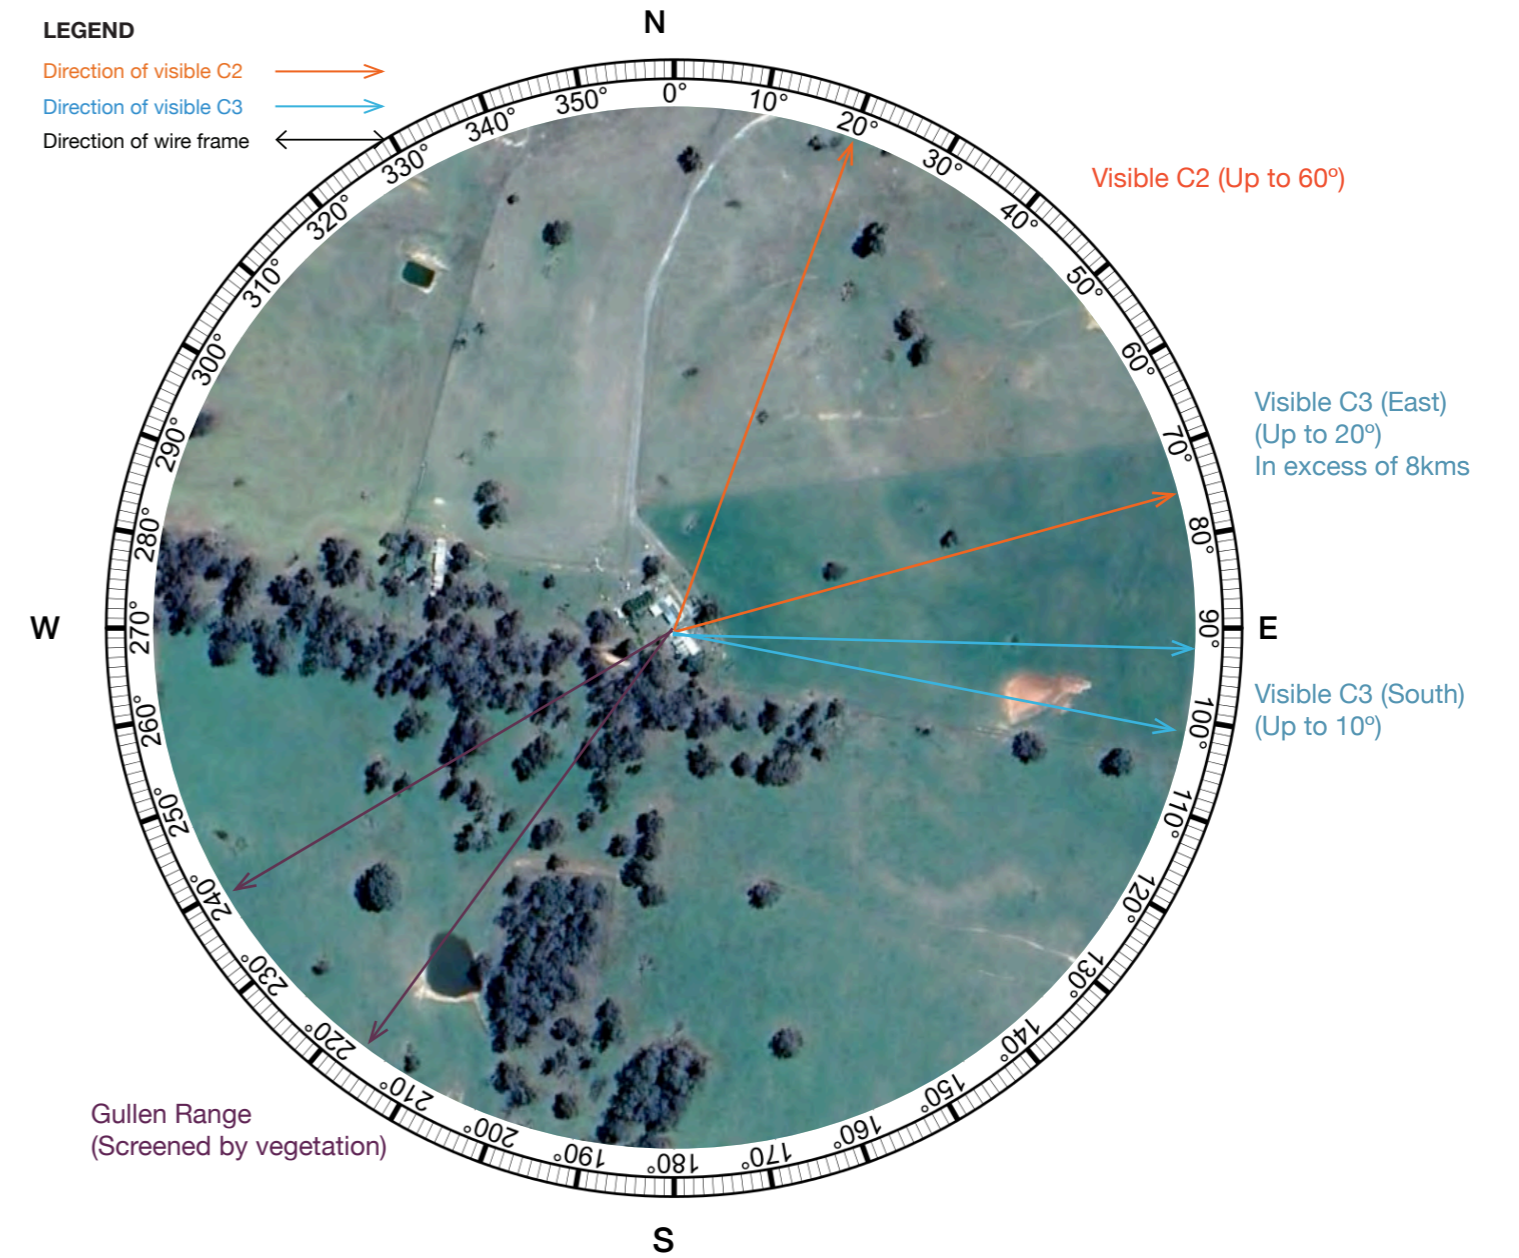 LEGEND
Direction of visible C2
Direction of visible C3
Direction of wire frame
N
0°
10°
20°
30°
40°
50°
60°
70°
80°
90°
E
100°
110°
120°
130°
140°
150°
160°
170°
180°
S
190°
200°
210°
220°
230°
240°
250°
260°
270°
W
280°
290°
300°
310°
320°
330°
340°
350°
Visible C2 (Up to 60º)
Visible C3 (East)
(Up to 20º)
In excess of 8kms
Visible C3 (South)
(Up to 10º)
Gullen Range
(Screened by vegetation)